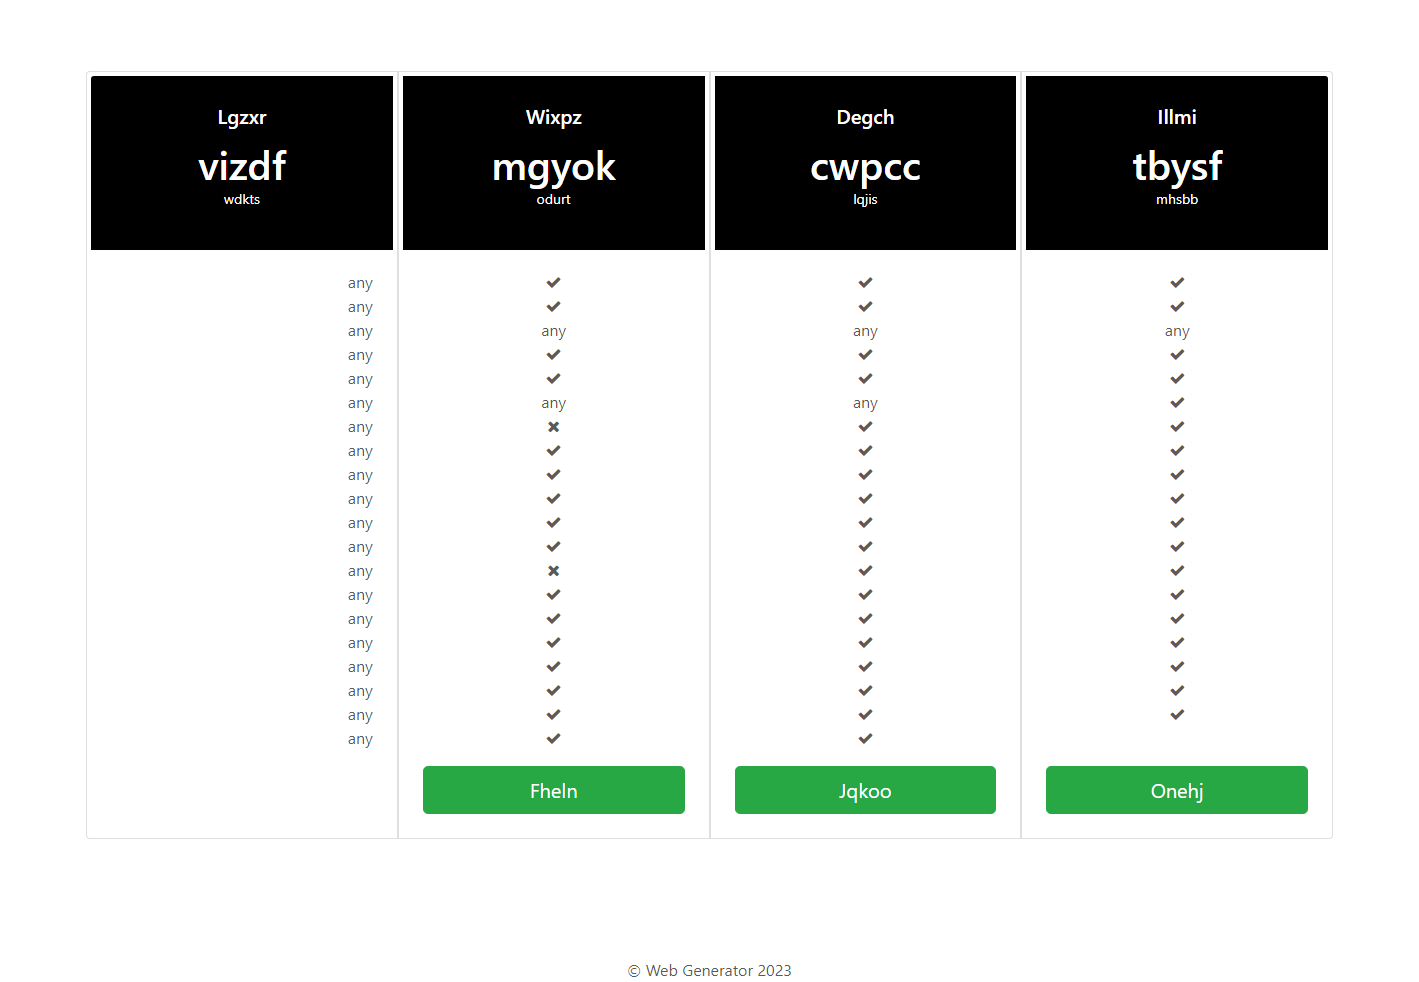 Lgzxr Wixpz Degch Illmi
vizdf mgyok cwpcc tbysf
wdkts odurt lqjis mhsbb
any
any
any any any any
any
any
any any any
any
any
any
any
any
any
any
any
any
any
any
any
any
any
Fheln Jqkoo Onehj
© Web Generator 2023